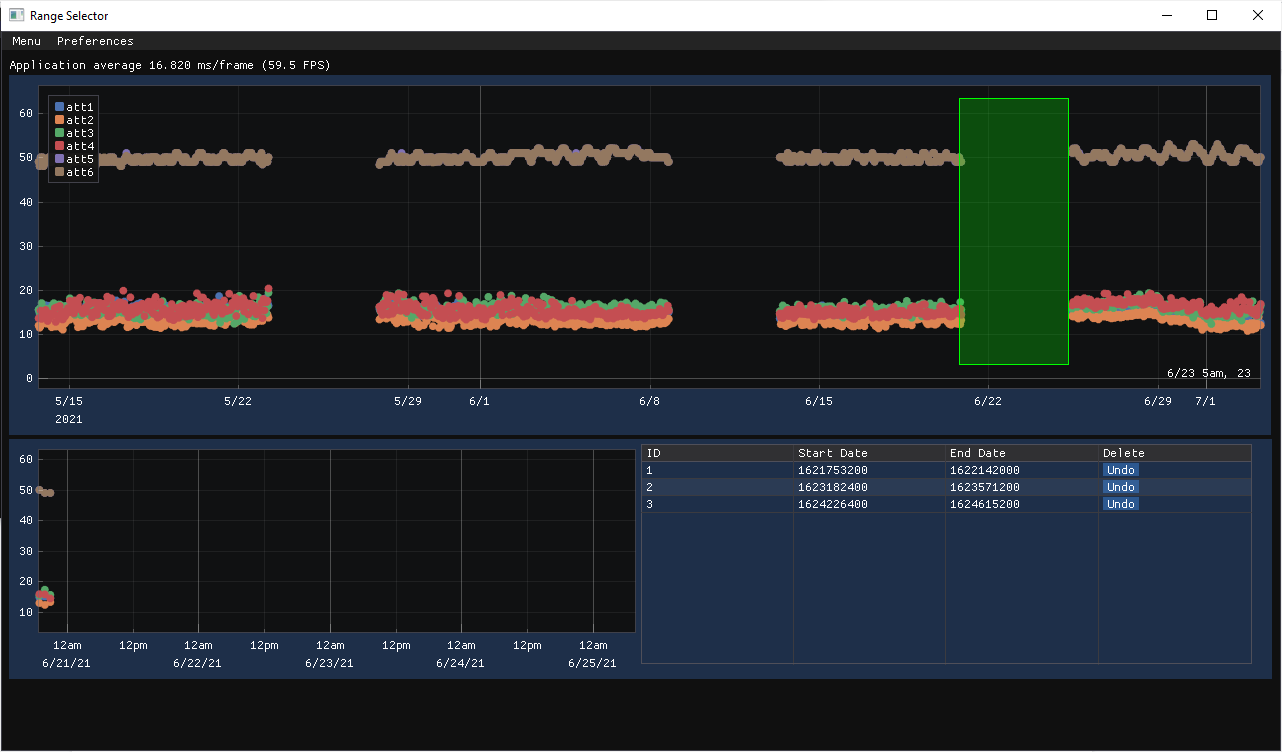 Range Selector
Menu Preferences
Application average 16.820 ms/frame (59.5 FPS)
60
50
40
30
20
10
0
att1
att2
att3
att4
att5
att6
6/23 5am, 23
5/15 5/22 5/29 6/1 6/8 6/15 6/22 6/29 7/1
2021
60
50
40
30
20
10
12am 12pm 12am 12pm 12am 12pm 12am 12pm 12am
6/21/21 6/22/21 6/23/21 6/24/21 6/25/21
ID Start Date End Date Delete
1 1621753200 1622142000 Undo
2 1623182400 1623571200 Undo
3 1624226400 1624615200 Undo